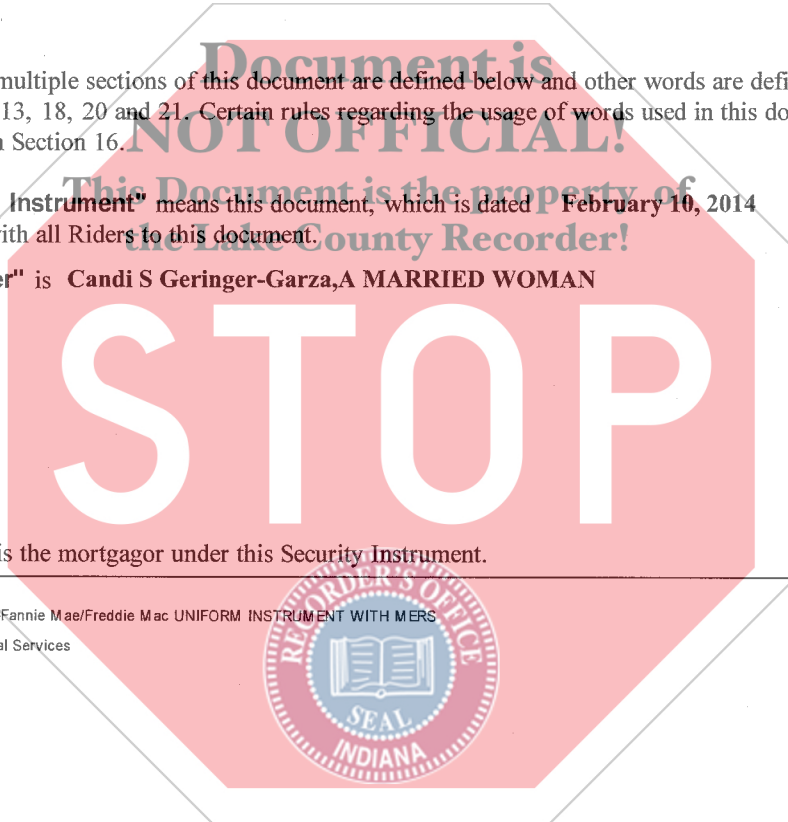 Document is
multiple sections of this document are defined below and other words are defi
13, 18, 20 and 21. Certain rules regarding the usage of words used in this do
NOT OFFICIAL!
Section 16.
This Document is the property of
Instrument" means this document, which is dated February 10, 2014
with all Riders to this document.
the Lake County Recorder!
er" is Candi S Geringer-Garza,A MARRIED WOMAN
STOP
is the mortgagor under this Security Instrument.
Fannie Mae/Freddie Mac UNIFORM INSTRUMENT WITH MERS
al Services
RECORDER'S OFFICE
SEAL
INDIANA